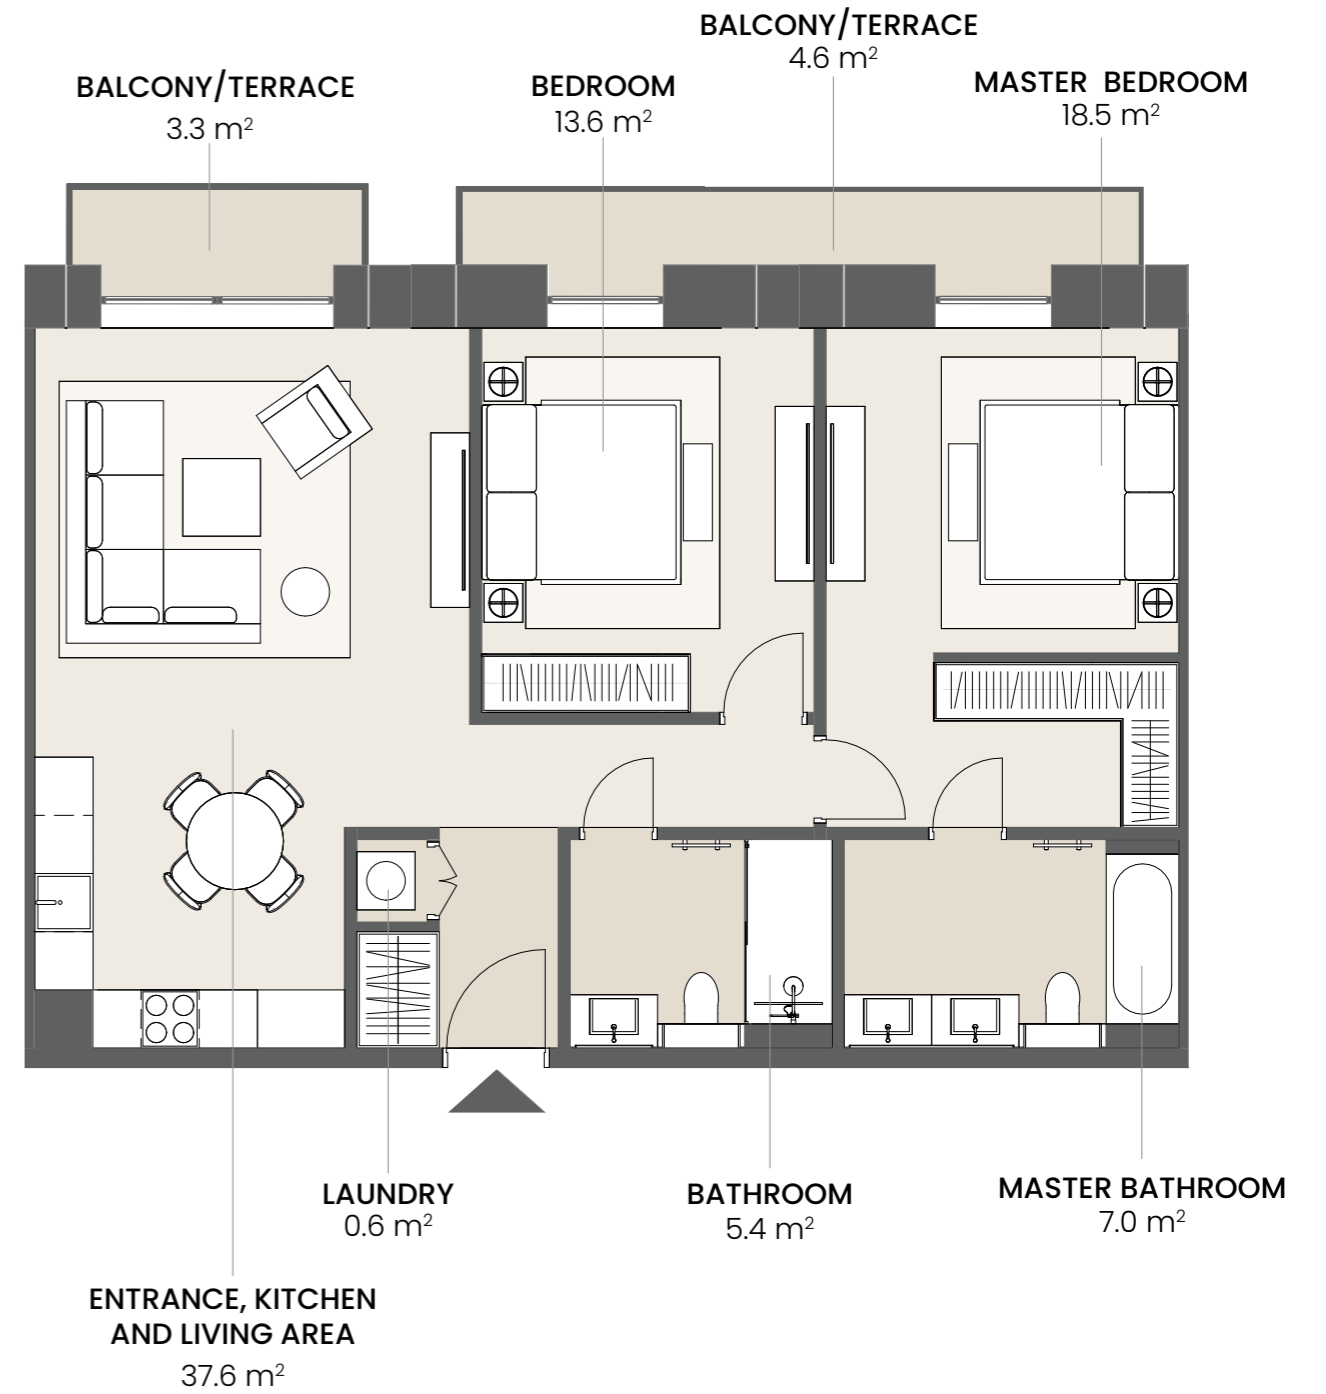 BALCONY/TERRACE
4.6 m²
BALCONY/TERRACE
3.3 m²
BEDROOM
13.6 m²
MASTER BEDROOM
18.5 m²
LAUNDRY
0.6 m²
BATHROOM
5.4 m²
MASTER BATHROOM
7.0 m²
ENTRANCE, KITCHEN
AND LIVING AREA
37.6 m²